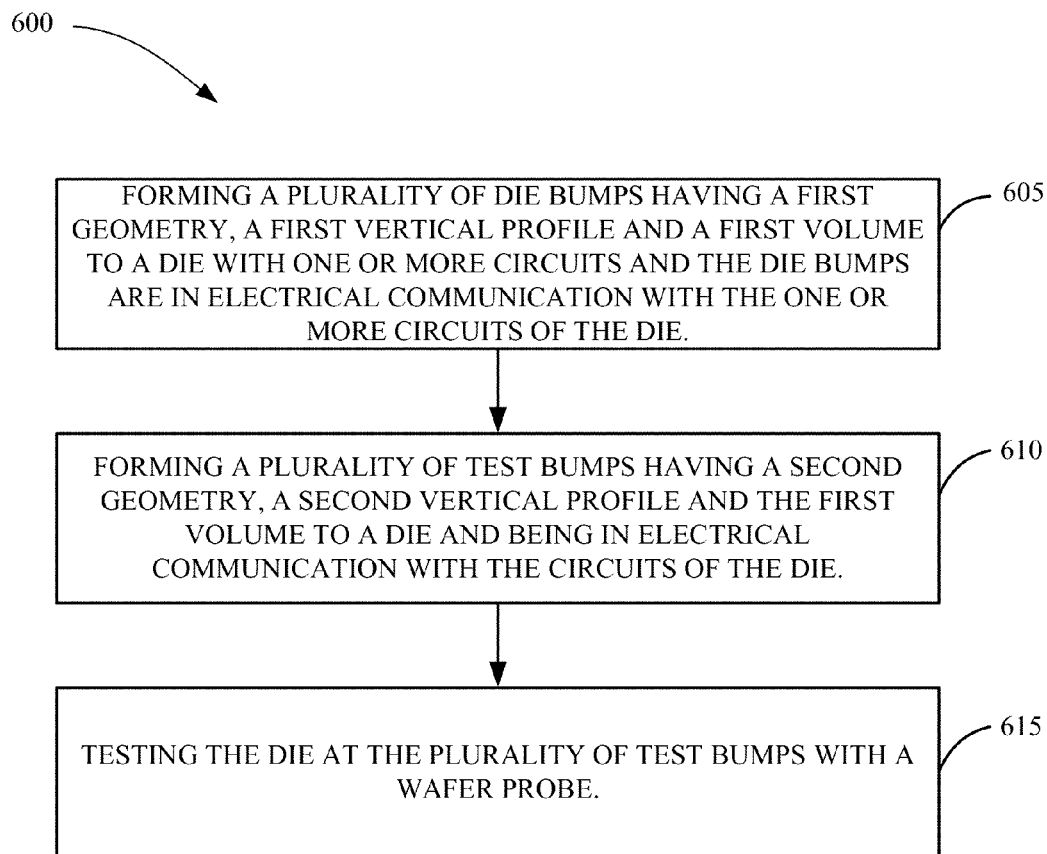 600
FORMING A PLURALITY OF DIE BUMPS HAVING A FIRST
GEOMETRY, A FIRST VERTICAL PROFILE AND A FIRST VOLUME
TO A DIE WITH ONE OR MORE CIRCUITS AND THE DIE BUMPS
ARE IN ELECTRICAL COMMUNICATION WITH THE ONE OR
MORE CIRCUITS OF THE DIE.
605
FORMING A PLURALITY OF TEST BUMPS HAVING A SECOND
GEOMETRY, A SECOND VERTICAL PROFILE AND THE FIRST
VOLUME TO A DIE AND BEING IN ELECTRICAL
COMMUNICATION WITH THE CIRCUITS OF THE DIE.
610
TESTING THE DIE AT THE PLURALITY OF TEST BUMPS WITH A
WAFER PROBE.
615